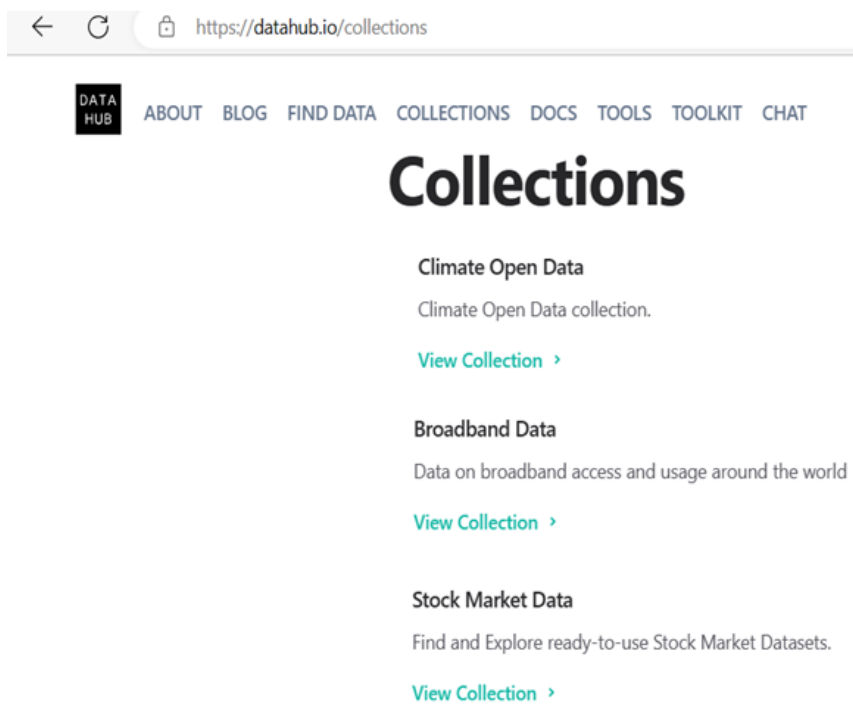 https://datahub.io/collections
DATA
HUB
ABOUT BLOG FIND DATA COLLECTIONS DOCS TOOLS TOOLKIT CHAT
Collections
Climate Open Data
Climate Open Data collection.
View Collection ›
Broadband Data
Data on broadband access and usage around the world
View Collection ›
Stock Market Data
Find and Explore ready-to-use Stock Market Datasets.
View Collection ›